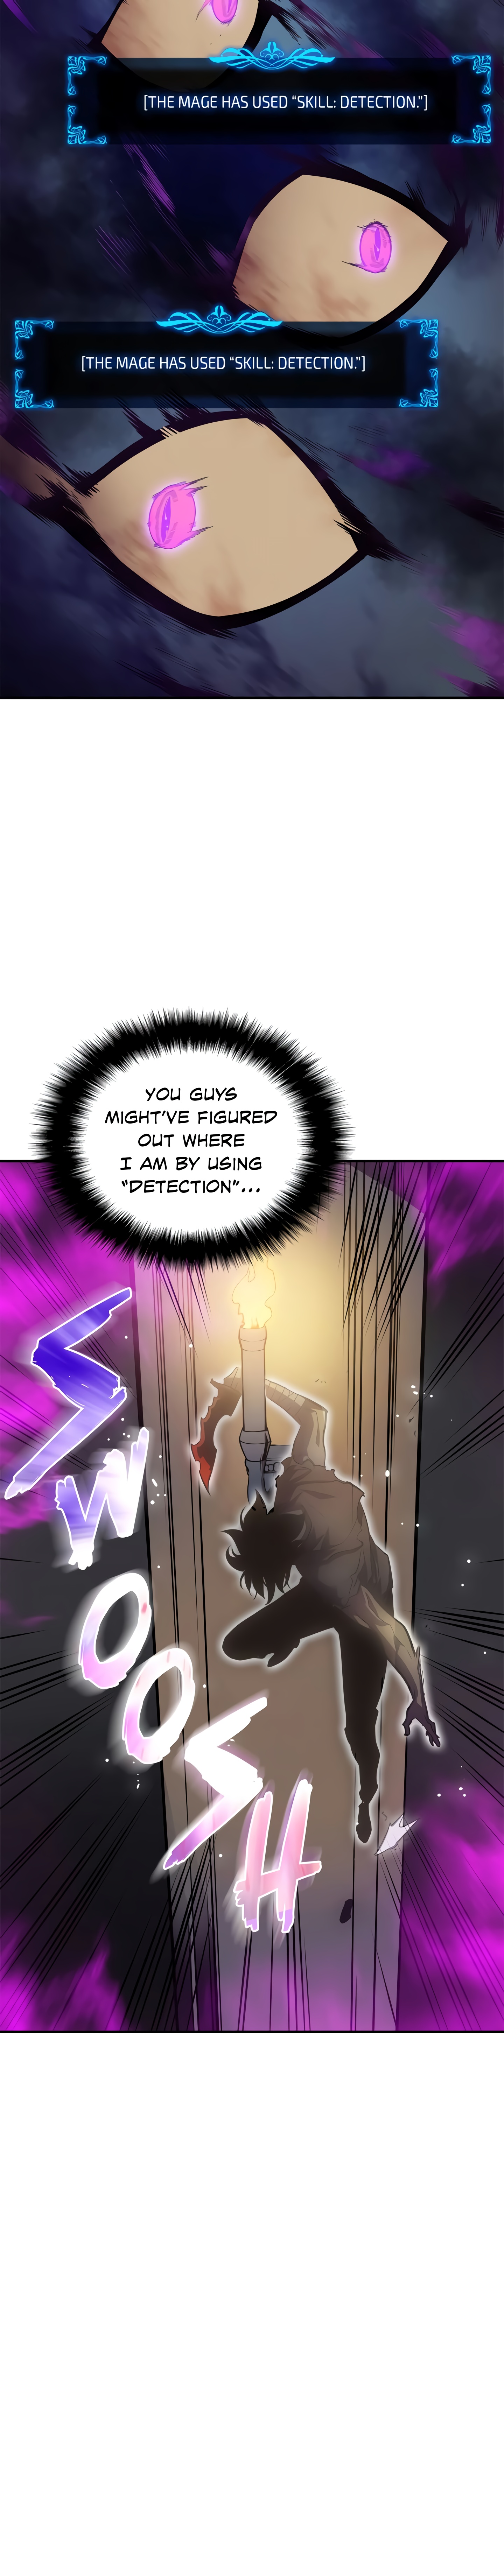 [THE MAGE HAS USED “SKILL: DETECTION.”]
[THE MAGE HAS USED “SKILL: DETECTION.”]
YOU GUYS
MIGHT'VE FIGURED
OUT WHERE
I AM BY USING
“DETECTION”...
SWOOSH